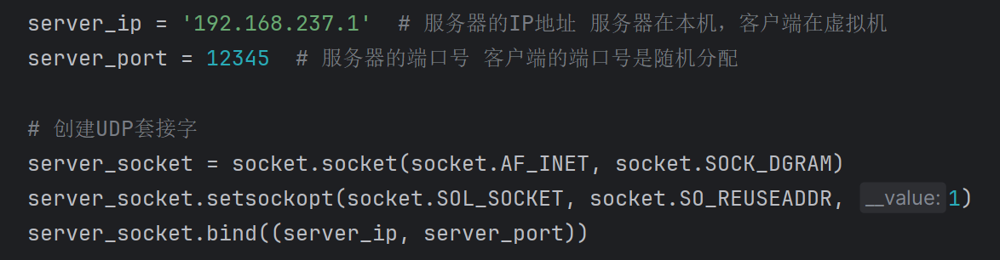 server_ip = '192.168.237.1'  # 服务器的IP地址 服务器在本机，客户端在虚拟机
server_port = 12345  # 服务器的端口号 客户端的端口号是随机分配
# 创建UDP套接字
server_socket = socket.socket(socket.AF_INET, socket.SOCK_DGRAM)
server_socket.setsockopt(socket.SOL_SOCKET, socket.SO_REUSEADDR, __value: 1)
server_socket.bind((server_ip, server_port))